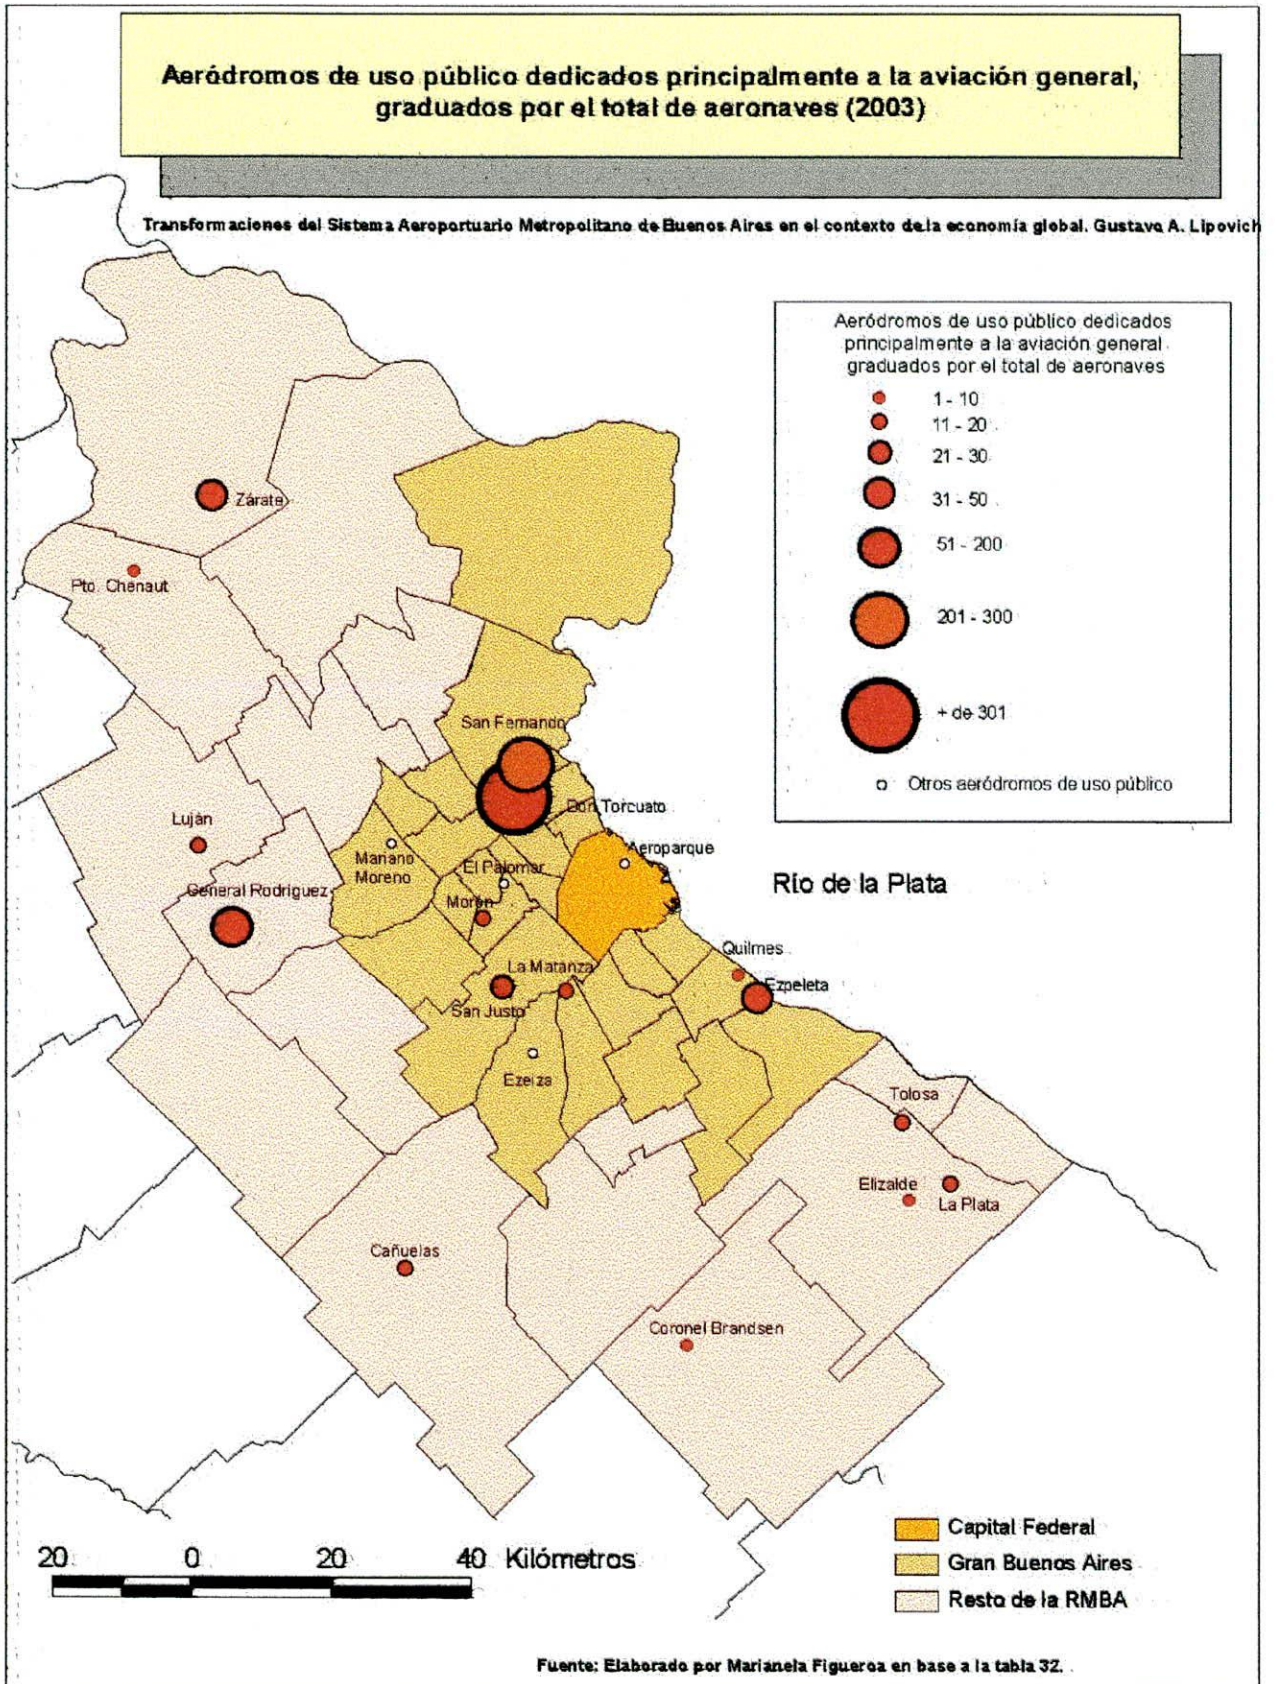 Aeródromos de uso público dedicados principalmente a la aviación general,
graduados por el total de aeronaves (2003)
Transformaciones del Sistema Aeroportuario Metropolitano de Buenos Aires en el contexto de la economía global. Gustavo A. Lipovich
Aeródromos de uso público dedicados
principalmente a la aviación general
graduados por el total de aeronaves
1 - 10
11 - 20
21 - 30
31 - 50
51 - 200
201 - 300
+ de 301
Otros aeródromos de uso público
Zárate
Pto. Chenaut
San Fernando
Don Torcuato
Luján
Mariano
Moreno
El Palomar
Aeroparque
General Rodriguez
Morón
Río de la Plata
Quilmes
La Matanza
Ezpeleta
San Justo
Ezeiza
Tolosa
Elizalde
La Plata
Cañuelas
Coronel Brandsen
Capital Federal
Gran Buenos Aires
Resto de la RMBA
20 0 20 40 Kilómetros
Fuente: Elaborado por Marianela Figueroa en base a la tabla 32.